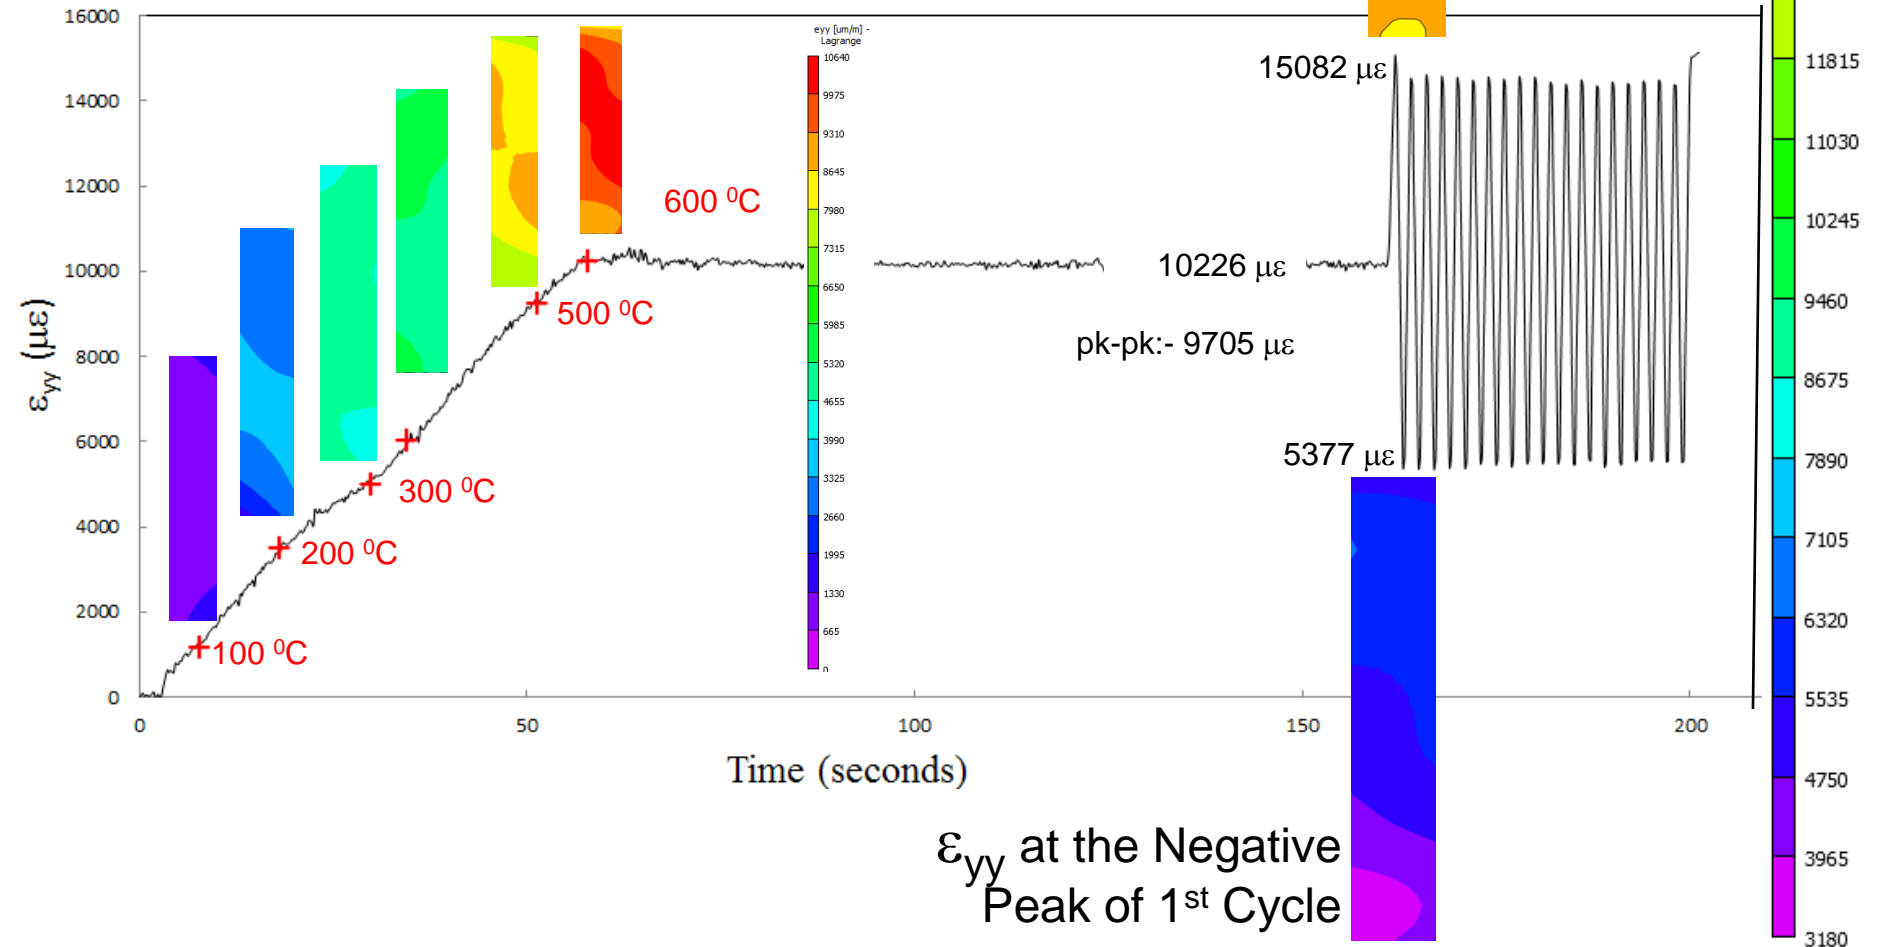 16000
14000
12000
10000
8000
6000
4000
2000
0
ε_yy (με)
0
50
100
150
200
Time (seconds)
100 ⁰C
200 ⁰C
300 ⁰C
500 ⁰C
600 ⁰C
eyy [um/m] -
Lagrange
10640
9975
9310
8645
7980
7315
6650
5985
5320
4655
3990
3325
2660
1995
1330
665
0
15082 με
10226 με
pk-pk:- 9705 με
5377 με
ε_yy at the Negative
Peak of 1ˢᵗ Cycle
11815
11030
10245
9460
8675
7890
7105
6320
5535
4750
3965
3180